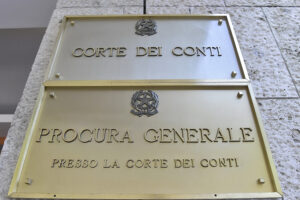 CORTE DEI CONTI
PROCURA GENERALE
PRESSO LA CORTE DEI CONTI